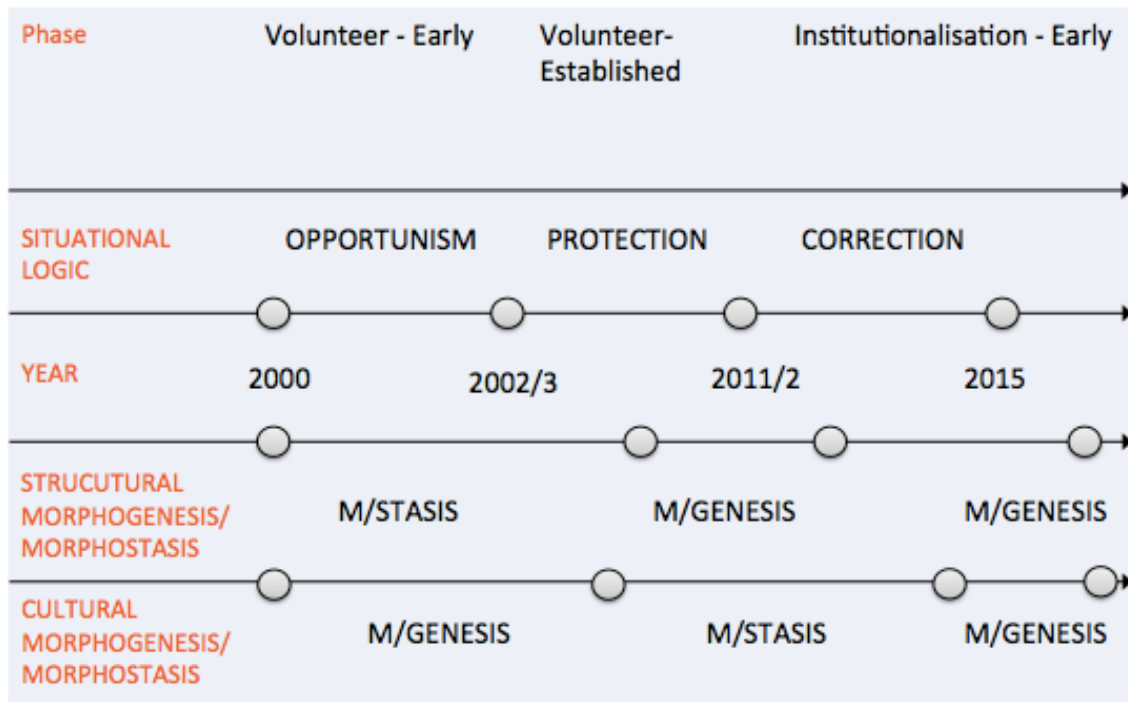 Phase
Volunteer - Early
Volunteer-
Established
Institutionalisation - Early
SITUATIONAL
LOGIC
OPPORTUNISM
PROTECTION
CORRECTION
YEAR
2000
2002/3
2011/2
2015
STRUCUTURAL
MORPHOGENESIS/
MORPHOSTASIS
M/STASIS
M/GENESIS
M/GENESIS
CULTURAL
MORPHOGENESIS/
MORPHOSTASIS
M/GENESIS
M/STASIS
M/GENESIS